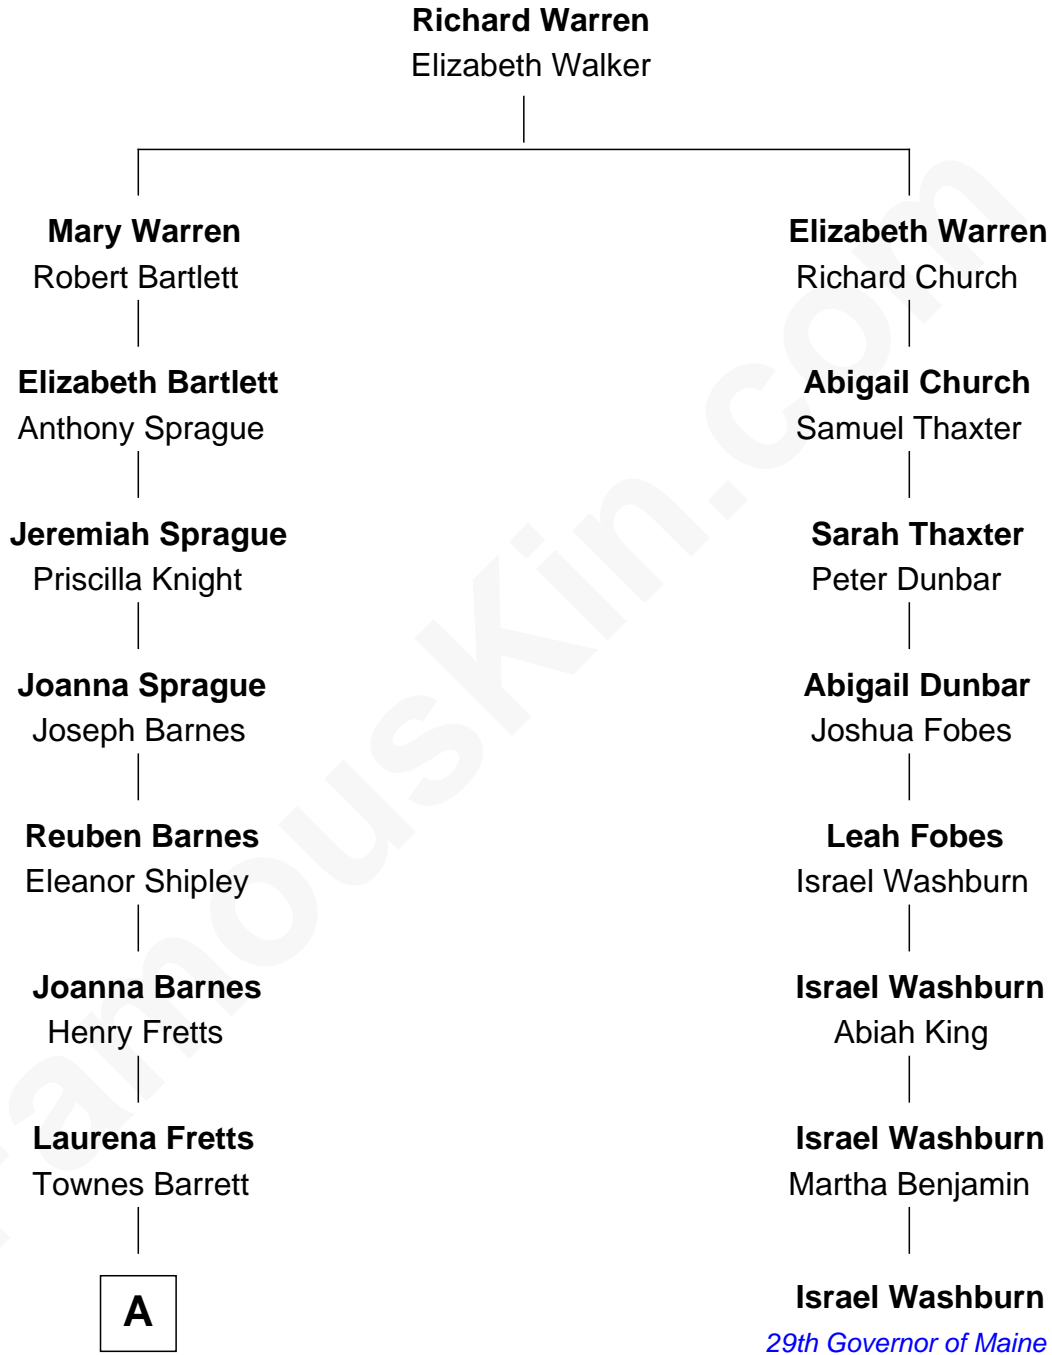 Richard Warren
Elizabeth Walker
Mary Warren
Robert Bartlett
Elizabeth Warren
Richard Church
Elizabeth Bartlett
Anthony Sprague
Abigail Church
Samuel Thaxter
Jeremiah Sprague
Priscilla Knight
Sarah Thaxter
Peter Dunbar
Joanna Sprague
Joseph Barnes
Abigail Dunbar
Joshua Fobes
Reuben Barnes
Eleanor Shipley
Leah Fobes
Israel Washburn
Joanna Barnes
Henry Fretts
Israel Washburn
Abiah King
Laurena Fretts
Townes Barrett
Israel Washburn
Martha Benjamin
A
Israel Washburn
29th Governor of Maine
FamousKin.com